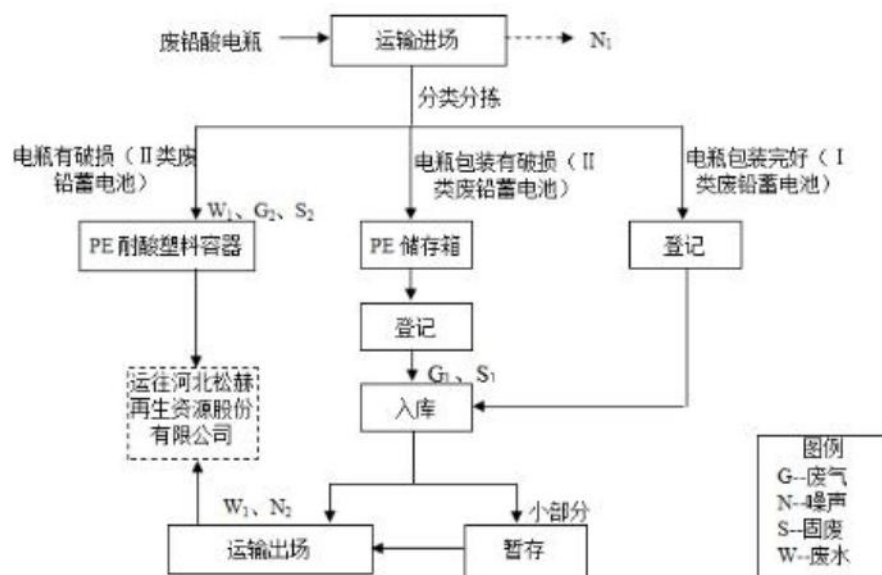 废铅酸电瓶
运输进场
N₁
分类分拣
电瓶有破损（Ⅱ类废
铅蓄电池）
电瓶包装有破损（Ⅱ
类废铅蓄电池）
电瓶包装完好（Ⅰ
类废铅蓄电池）
W₁、G₂、S₂
PE 耐酸塑料容器
PE 储存箱
登记
登记
G₁、S₁
入库
运往河北松赫
再生资源股份
有限公司
W₁、N₂
小部分
运输出场
暂存
图例
G--废气
N--噪声
S--固废
W--废水